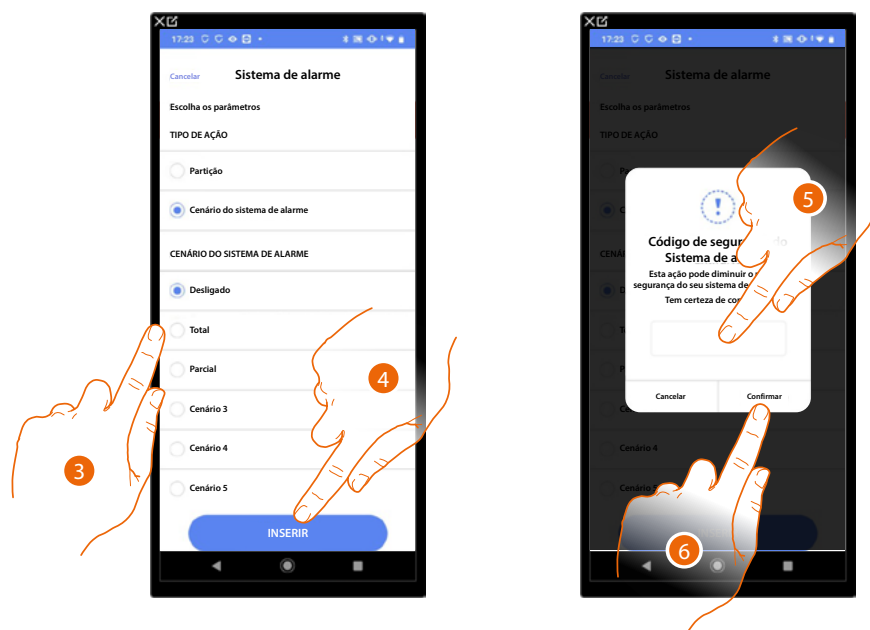 17:23
Cancelar Sistema de alarme
Escolha os parâmetros
TIPO DE AÇÃO
Partição
Cenário do sistema de alarme
CENÁRIO DO SISTEMA DE ALARME
Desligado
Total
Parcial
Cenário 3
Cenário 4
Cenário 5
INSERIR
3
4
17:23
Cancelar Sistema de alarme
Escolha os parâmetros
TIPO DE AÇÃO
Código de
Sistema de
Esta ação pode diminuir o
segurança do seu sistema de
Tem certeza de
Cancelar Confirmar
Cenário 4
Cenário
5
6